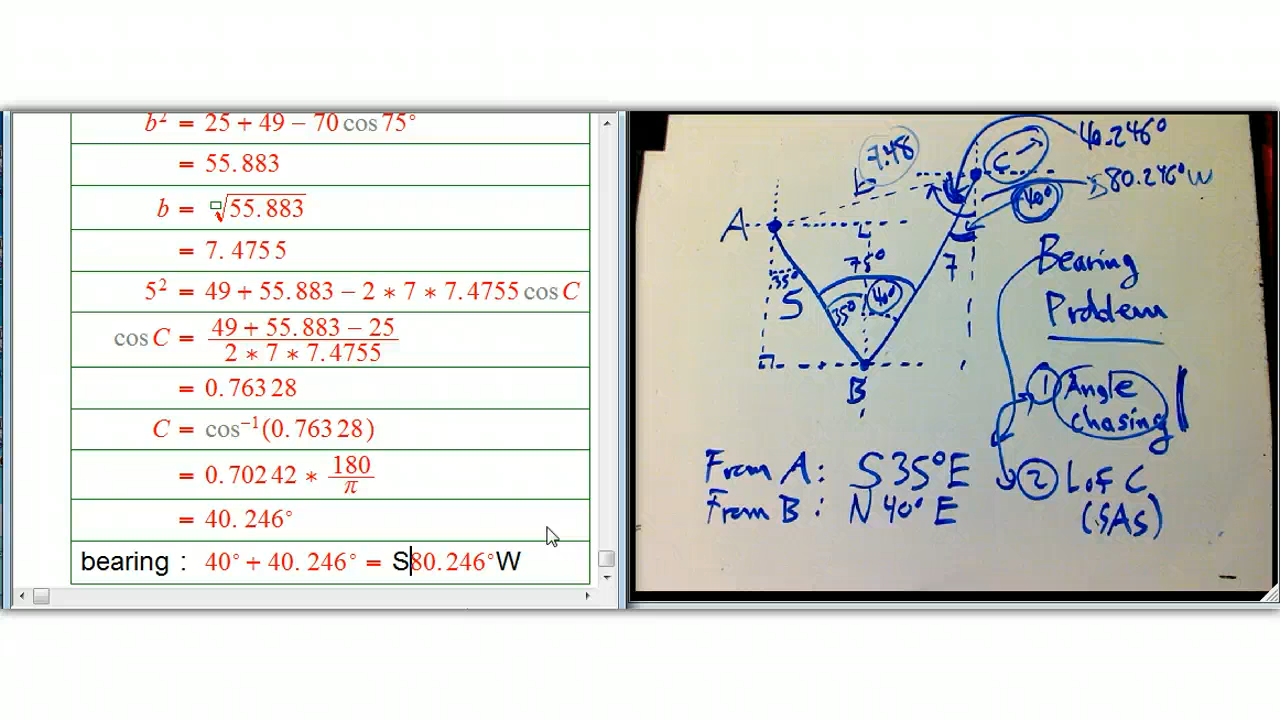 b² = 25 + 49 − 70 cos 75°
= 55.883
b = √55.883
= 7.4755
5² = 49 + 55.883 − 2 * 7 * 7.4755 cos C
cos C = (49 + 55.883 − 25) / (2 * 7 * 7.4755)
= 0.76328
C = cos⁻¹(0.76328)
= 0.70242 * 180/π
= 40.246°
bearing : 40° + 40.246° = S80.246°W
40.246°
7.48
C
b
S80.246°W
40°
A
75°
7
35°
5
35°
40°
B
Bearing
Problem
① Angle
chasing
From A: S35°E
② L of C
From B: N40°E
(SAS)